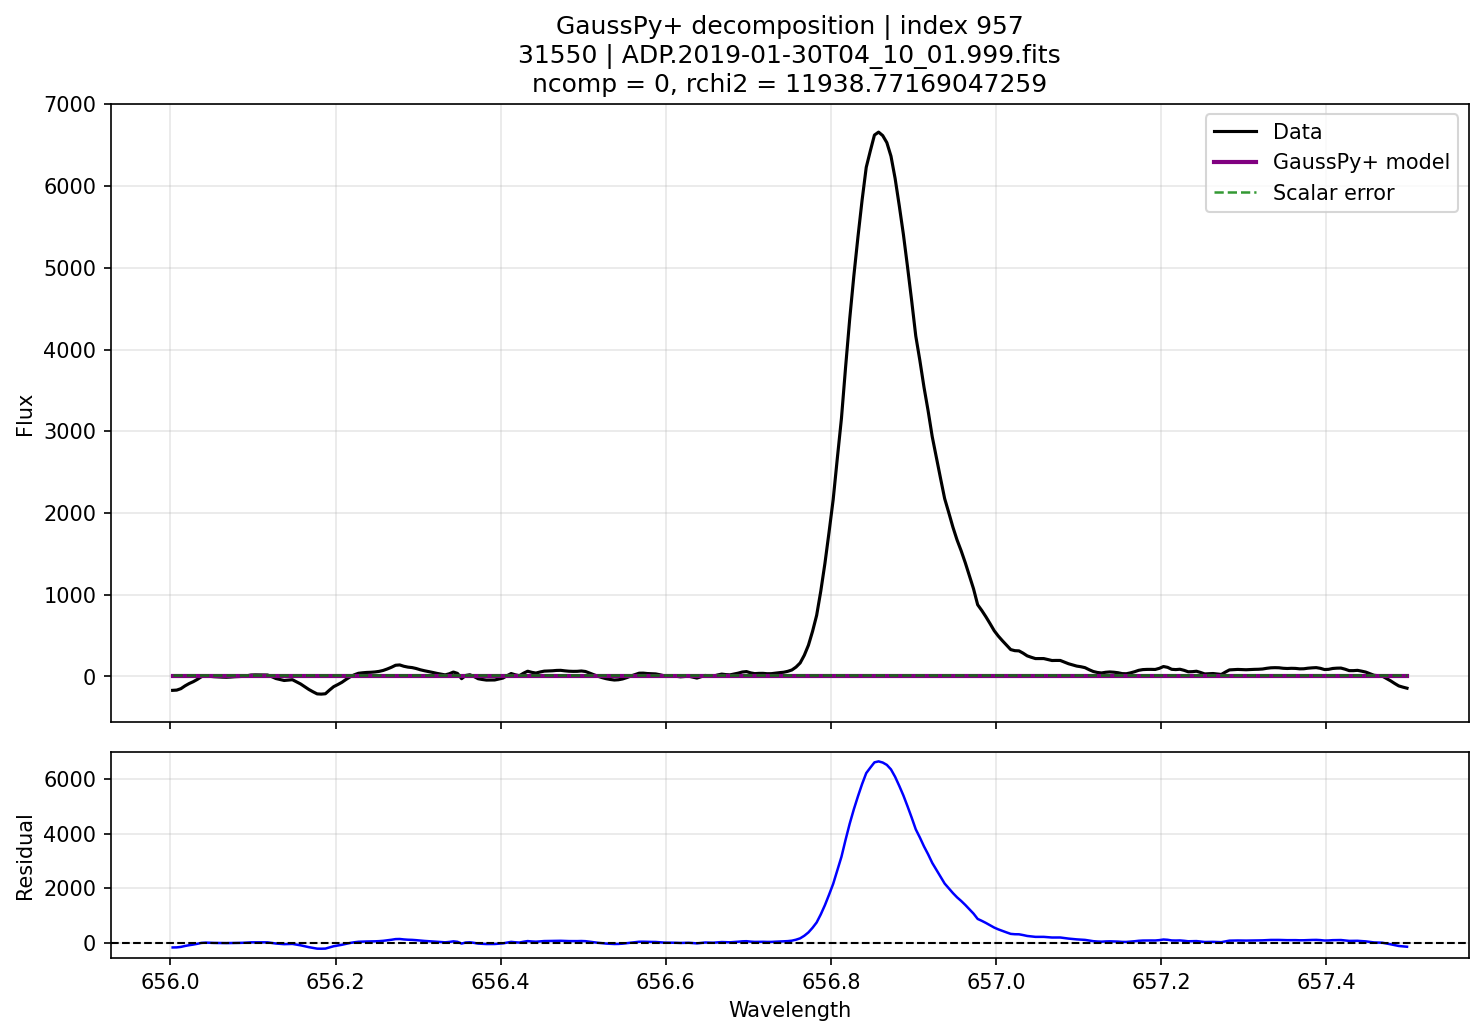 GaussPy+ decomposition | index 957
31550 | ADP.2019-01-30T04_10_01.999.fits
ncomp = 0, rchi2 = 11938.77169047259
7000
6000
5000
4000
3000
2000
1000
0
Flux
Data
GaussPy+ model
Scalar error
6000
4000
2000
0
Residual
656.0 656.2 656.4 656.6 656.8 657.0 657.2 657.4
Wavelength